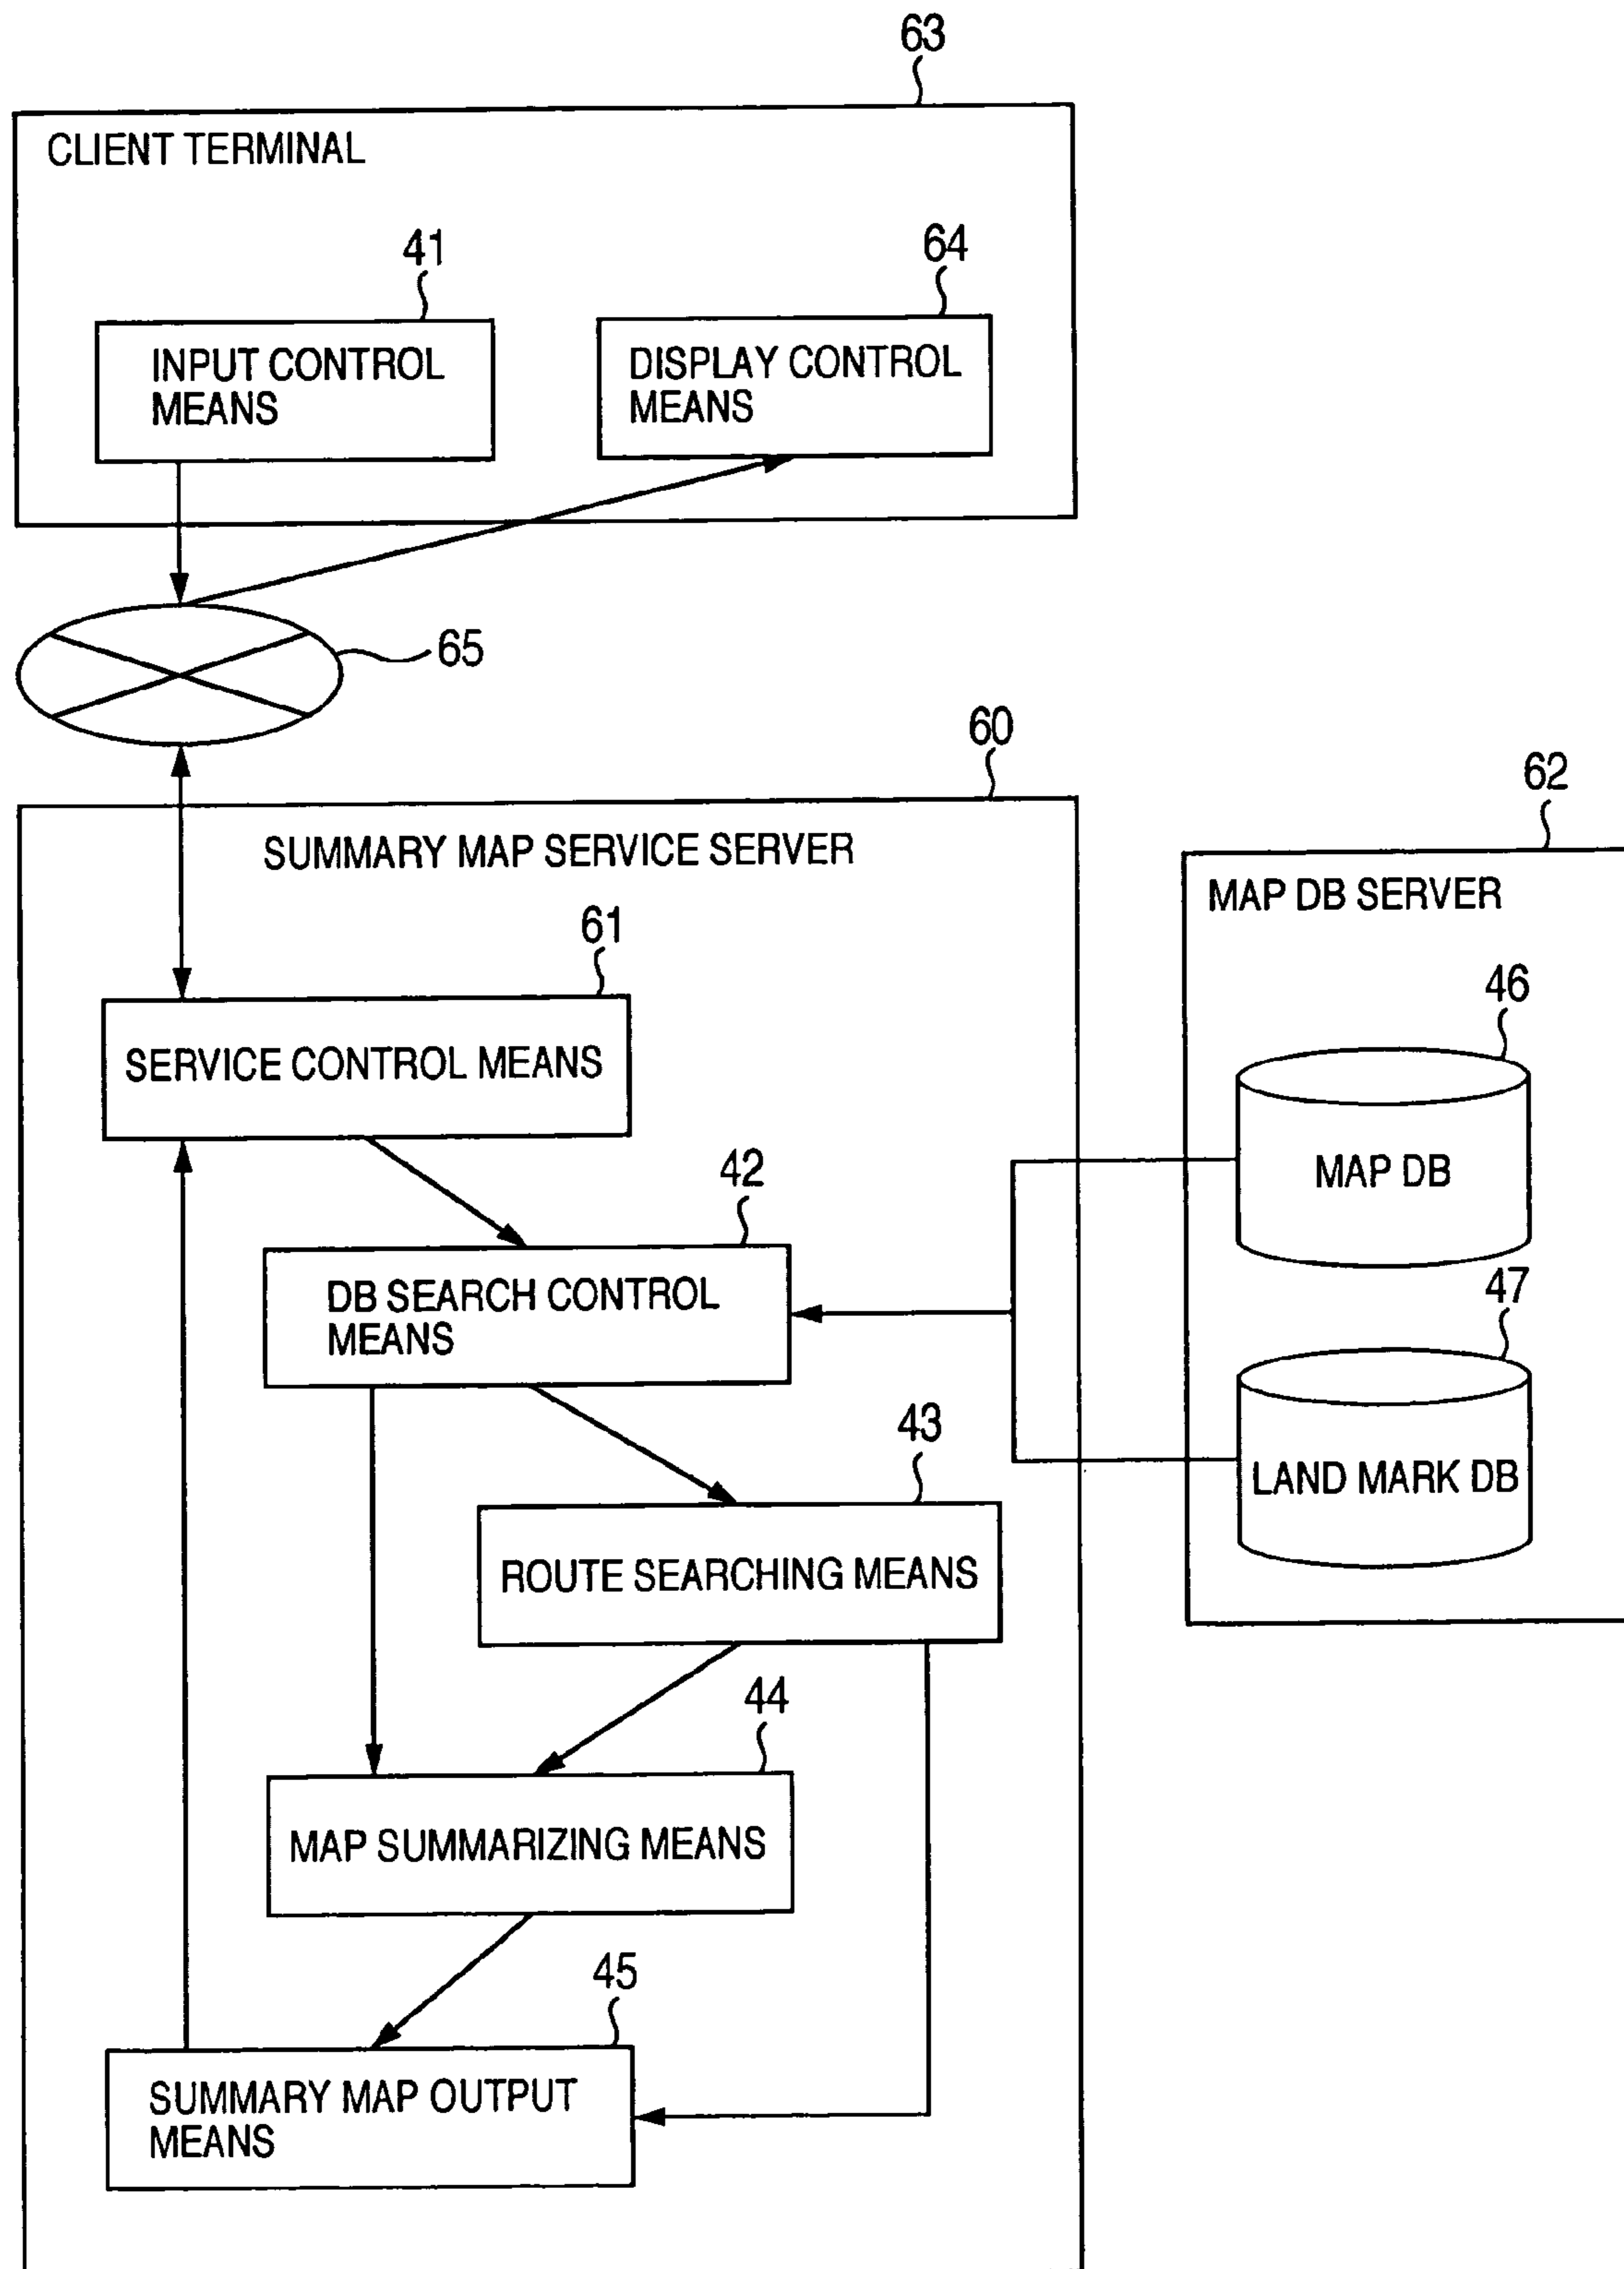 63
CLIENT TERMINAL
41
64
INPUT CONTROL
MEANS
DISPLAY CONTROL
MEANS
65
60
62
SUMMARY MAP SERVICE SERVER
MAP DB SERVER
61
46
SERVICE CONTROL MEANS
MAP DB
42
DB SEARCH CONTROL
MEANS
47
43
LAND MARK DB
ROUTE SEARCHING MEANS
44
MAP SUMMARIZING MEANS
45
SUMMARY MAP OUTPUT
MEANS